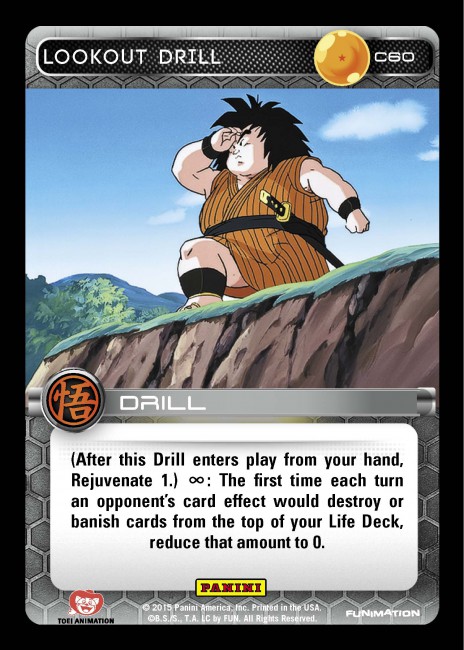 LOOKOUT DRILL
C60
悟 DRILL
(After this Drill enters play from your hand,
Rejuvenate 1.) ∞: The first time each turn
an opponent's card effect would destroy or
banish cards from the top of your Life Deck,
reduce that amount to 0.
PANINI
TOEI ANIMATION
© 2015 Panini America, Inc. Printed in the USA.
©B.S./S., T.A. LC by FUN. All Rights Reserved.
FUNIMATION